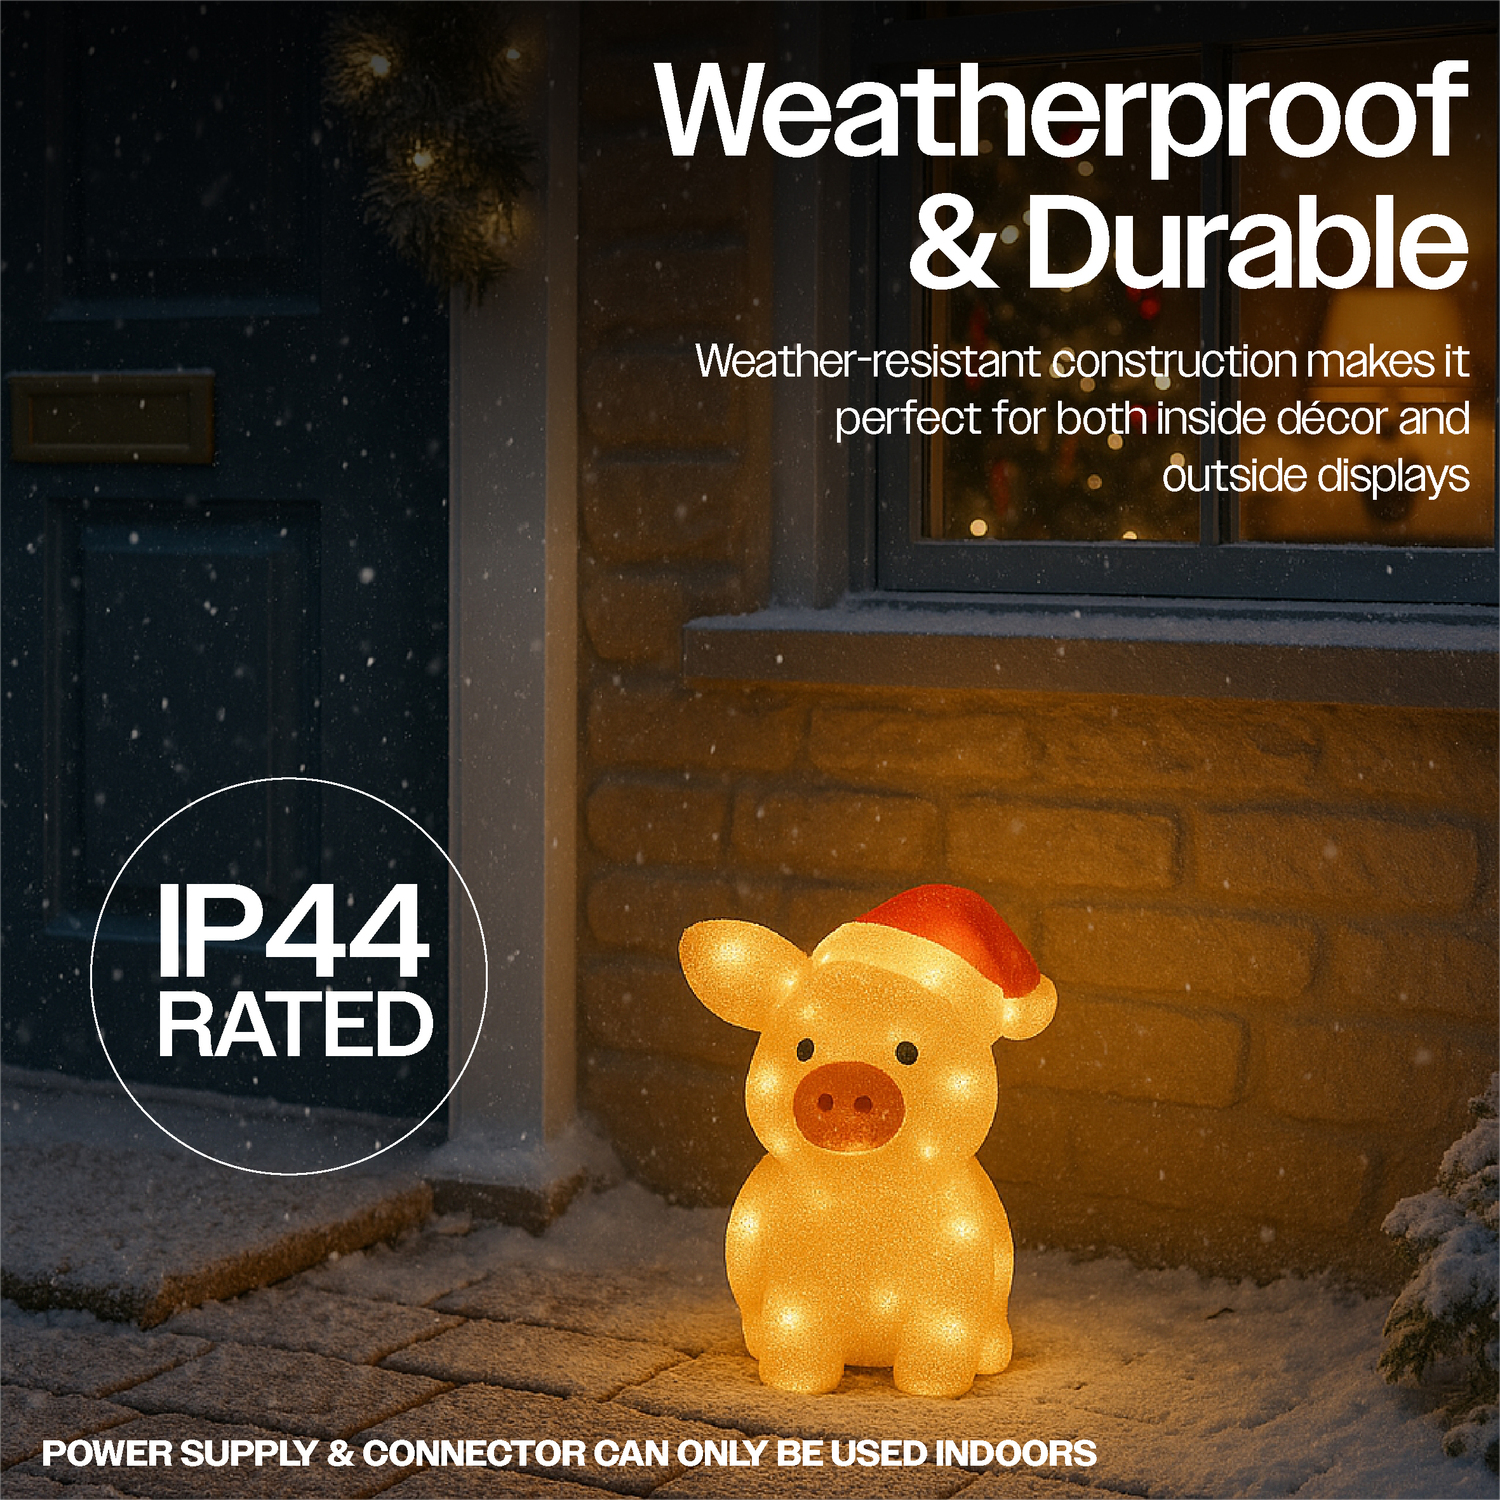 Weatherproof
& Durable
Weather-resistant construction makes it
perfect for both inside décor and
outside displays
IP44
RATED
POWER SUPPLY & CONNECTOR CAN ONLY BE USED INDOORS